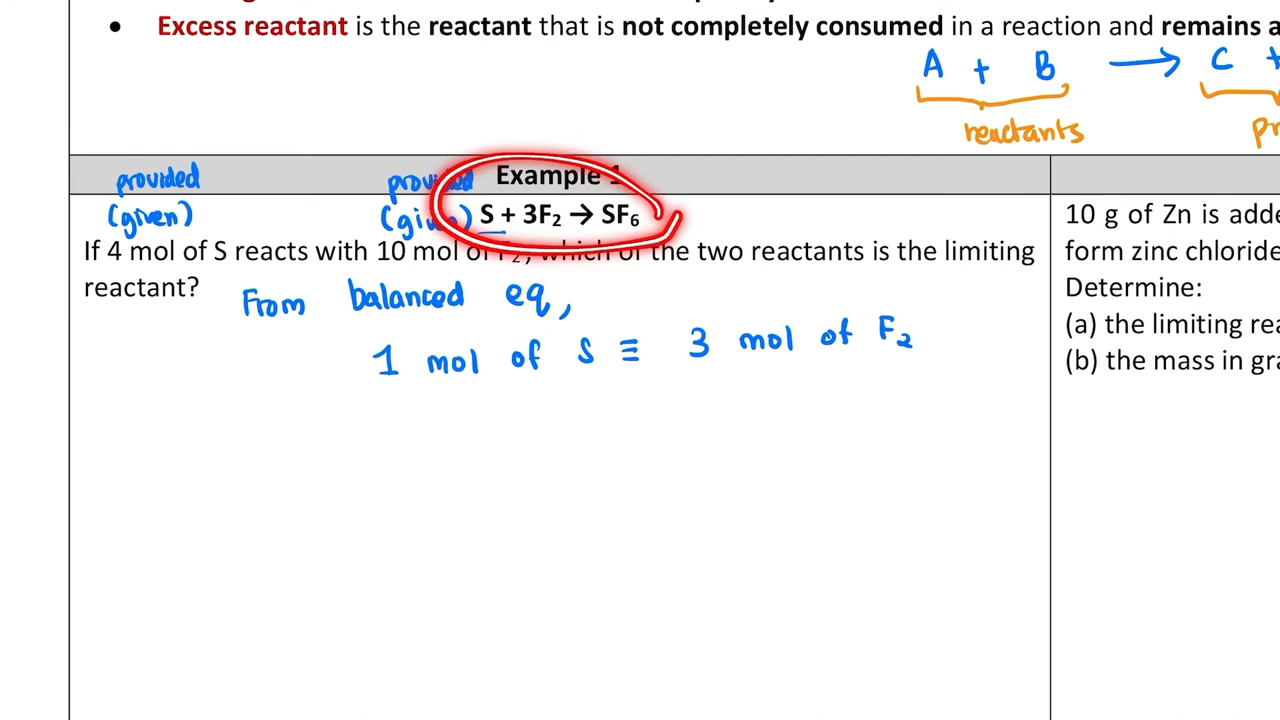 • Excess reactant is the reactant that is not completely consumed in a reaction and remains
A + B → C +
reactants
provided
(given)
provided
(given)
Example 1
S + 3F₂ → SF₆
If 4 mol of S reacts with 10 mol of F₂, which of the two reactants is the limiting
reactant?
From balanced eq,
1 mol of S ≡ 3 mol of F₂
10 g of Zn is
form zinc chloride
Determine:
(a) the limiting
(b) the mass in